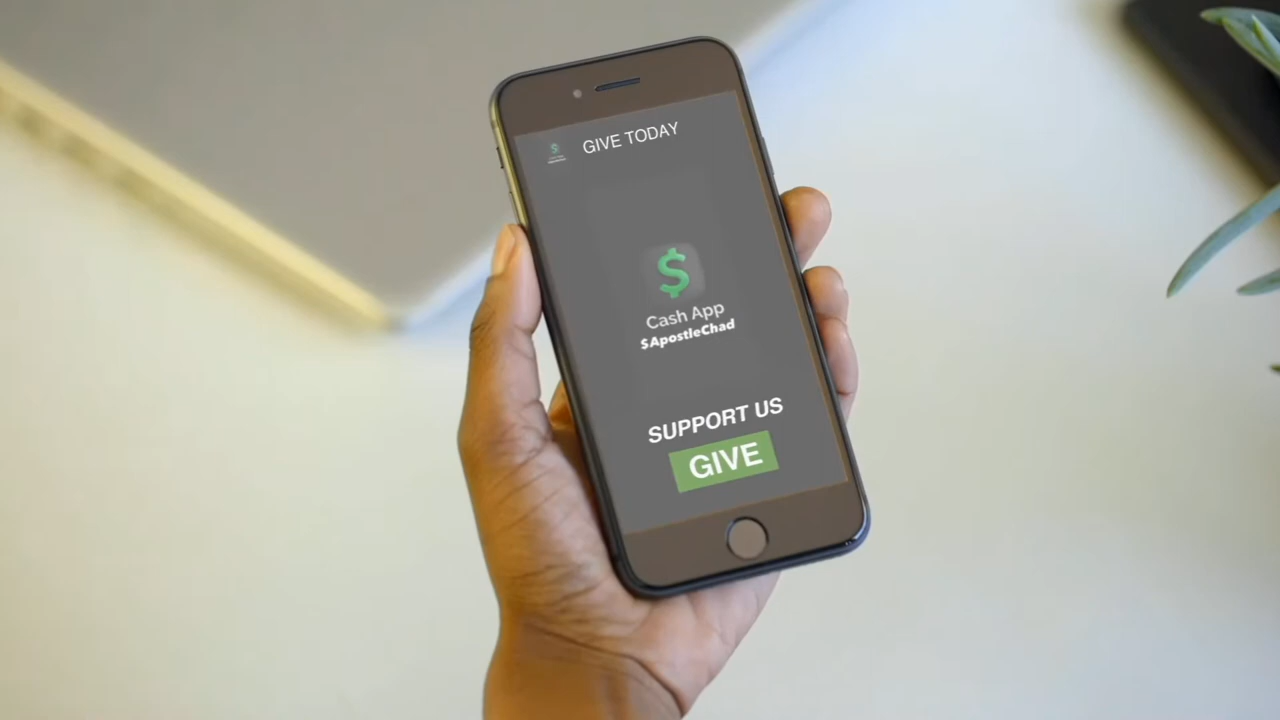 GIVE TODAY
Cash App
$ApostleChad
SUPPORT US
GIVE